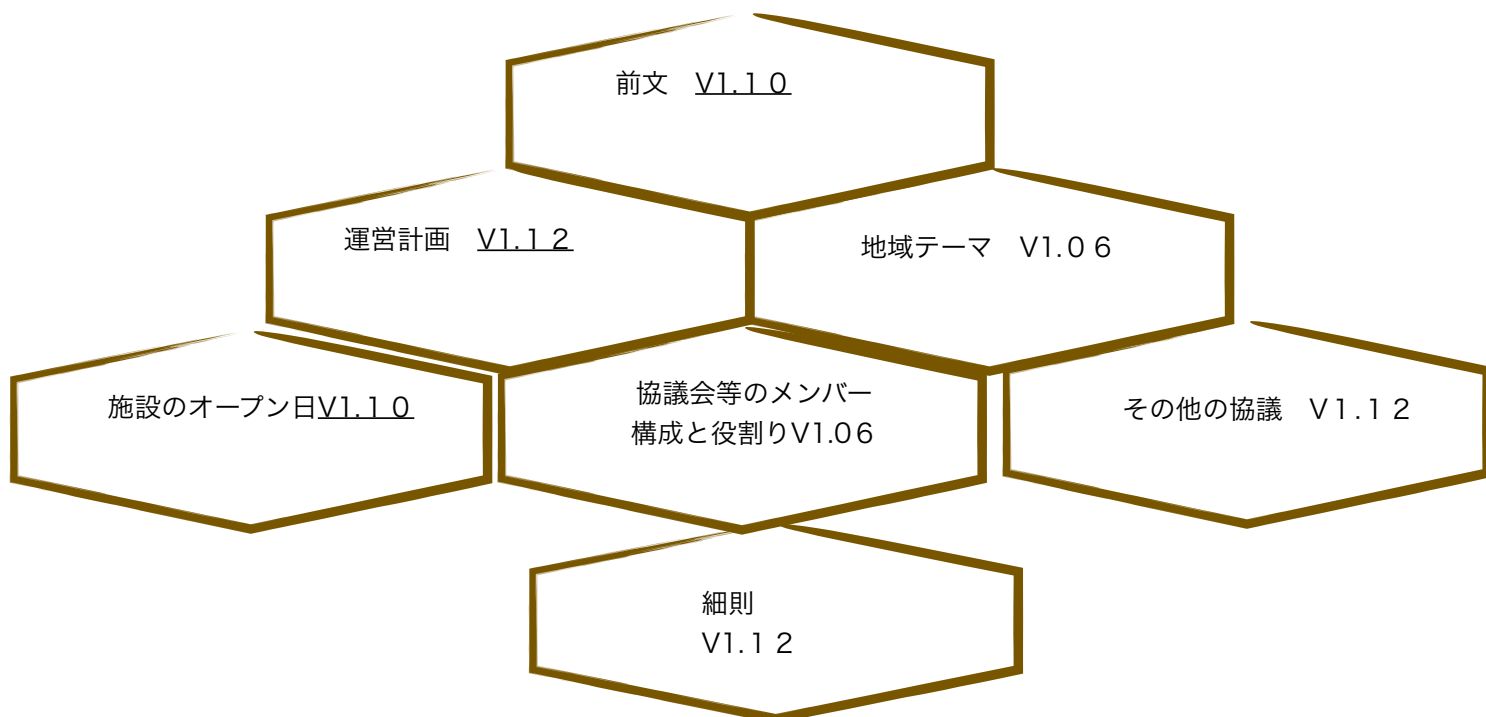 前文　V1.１０
運営計画　V1.１２
地域テーマ　V1.０６
施設のオープン日V1.１０
協議会等のメンバー
構成と役割りV1.0６
その他の協議　V１.１２
細則
V1.１２